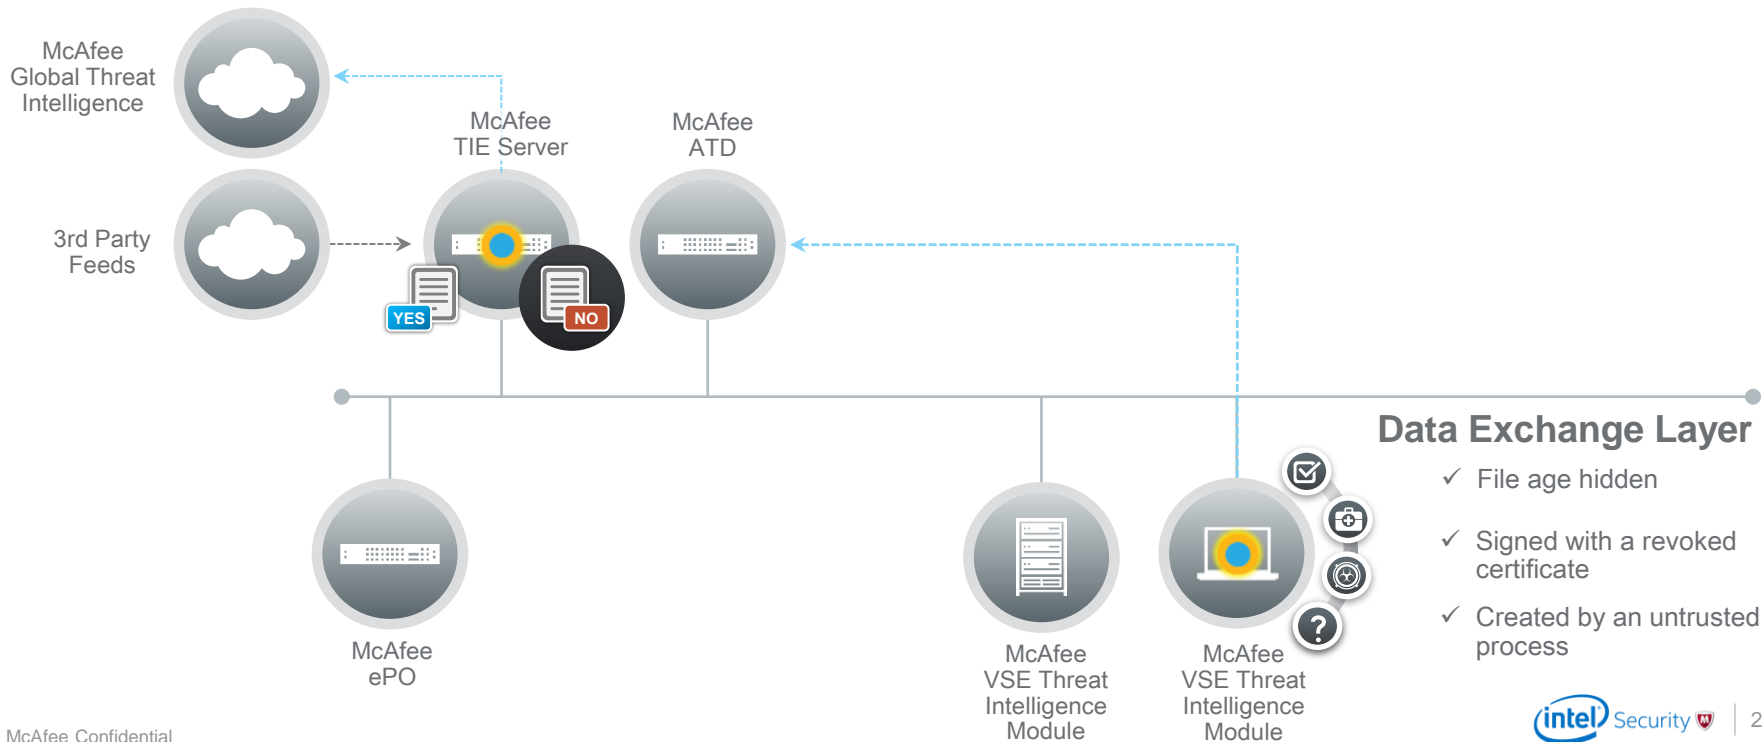 McAfee
Global Threat
Intelligence
McAfee
TIE Server
McAfee
ATD
3rd Party
Feeds
YES
NO
Data Exchange Layer
✓ File age hidden
✓ Signed with a revoked
certificate
✓ Created by an untrusted
process
?
McAfee
ePO
McAfee
VSE Threat
Intelligence
Module
McAfee
VSE Threat
Intelligence
Module
McAfee Confidential
intel Security
2